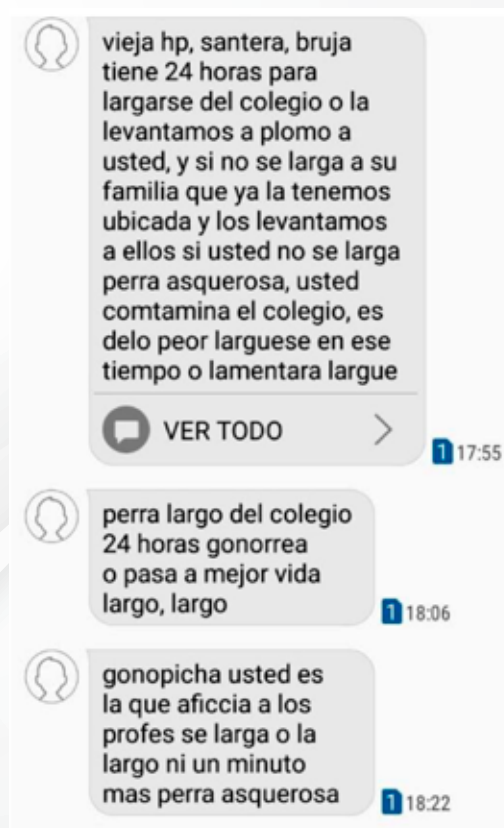 vieja hp, santera, bruja
tiene 24 horas para
largarse del colegio o la
levantamos a plomo a
usted, y si no se larga a su
familia que ya la tenemos
ubicada y los levantamos
a ellos si usted no se larga
perra asquerosa, usted
comtamina el colegio, es
delo peor larguese en ese
tiempo o lamentara largue
VER TODO
1 17:55
perra largo del colegio
24 horas gonorrea
o pasa a mejor vida
largo, largo
1 18:06
gonopicha usted es
la que aficcia a los
profes se larga o la
largo ni un minuto
mas perra asquerosa
1 18:22